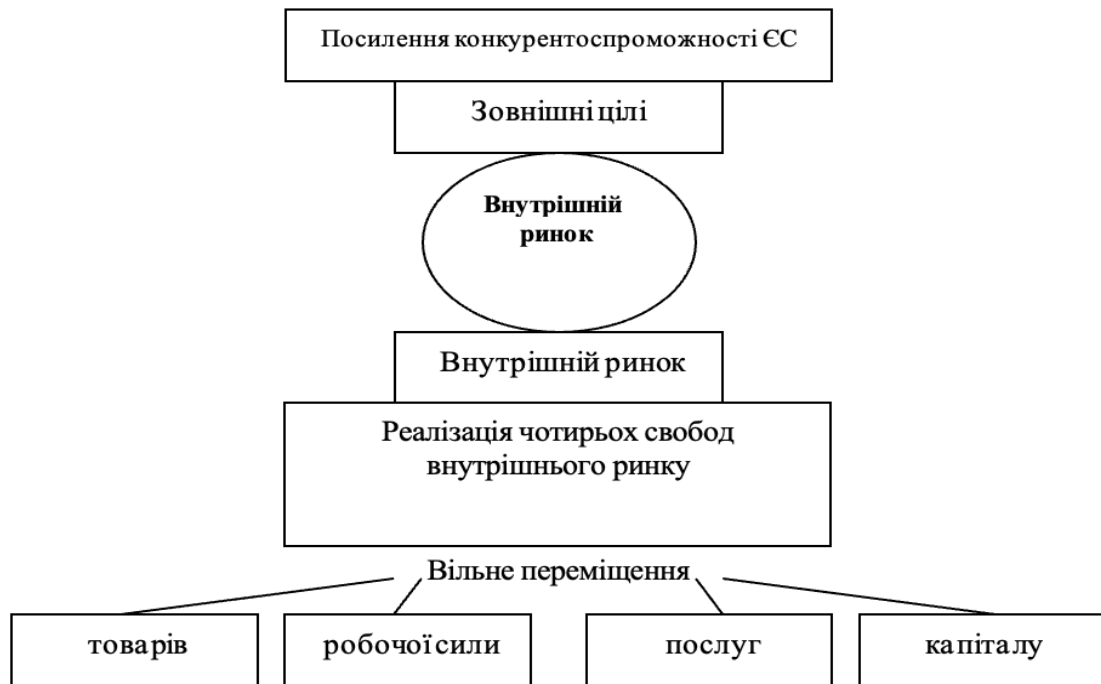 Посилення конкурентоспроможності ЄС
Зовнішні цілі
Внутрішній
ринок
Внутрішній ринок
Реалізація чотирьох свобод
внутрішнього ринку
Вільне переміщення
товарів
робочої сили
послуг
капіталу